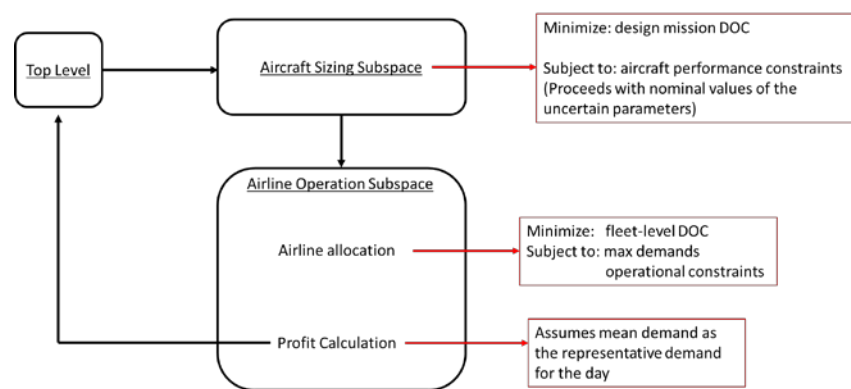 Top Level
Aircraft Sizing Subspace
Minimize: design mission DOC
Subject to: aircraft performance constraints
(Proceeds with nominal values of the
uncertain parameters)
Airline Operation Subspace
Airline allocation
Minimize: fleet-level DOC
Subject to: max demands
operational constraints
Profit Calculation
Assumes mean demand as
the representative demand
for the day